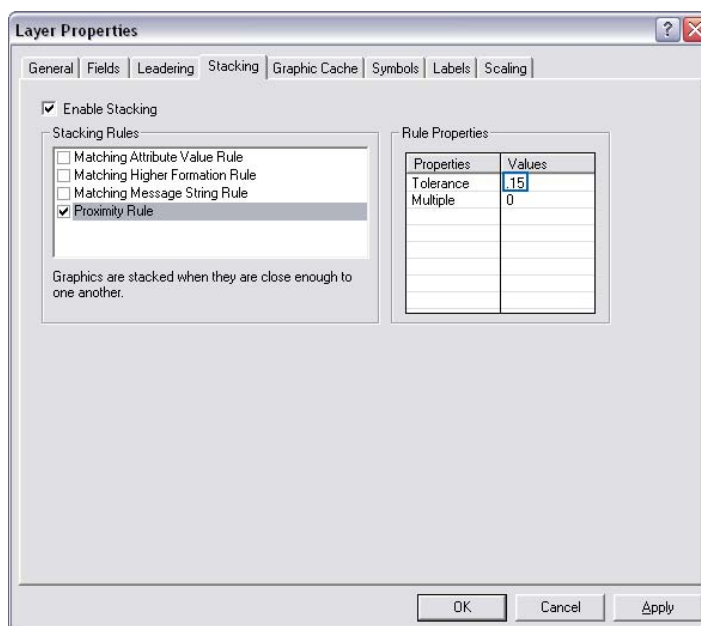 Layer Properties
?
General Fields Leadering Stacking Graphic Cache Symbols Labels Scaling
Enable Stacking
Stacking Rules
Matching Attribute Value Rule
Matching Higher Formation Rule
Matching Message String Rule
Proximity Rule
Graphics are stacked when they are close enough to
one another.
Rule Properties
Properties Values
Tolerance .15
Multiple 0
OK Cancel Apply